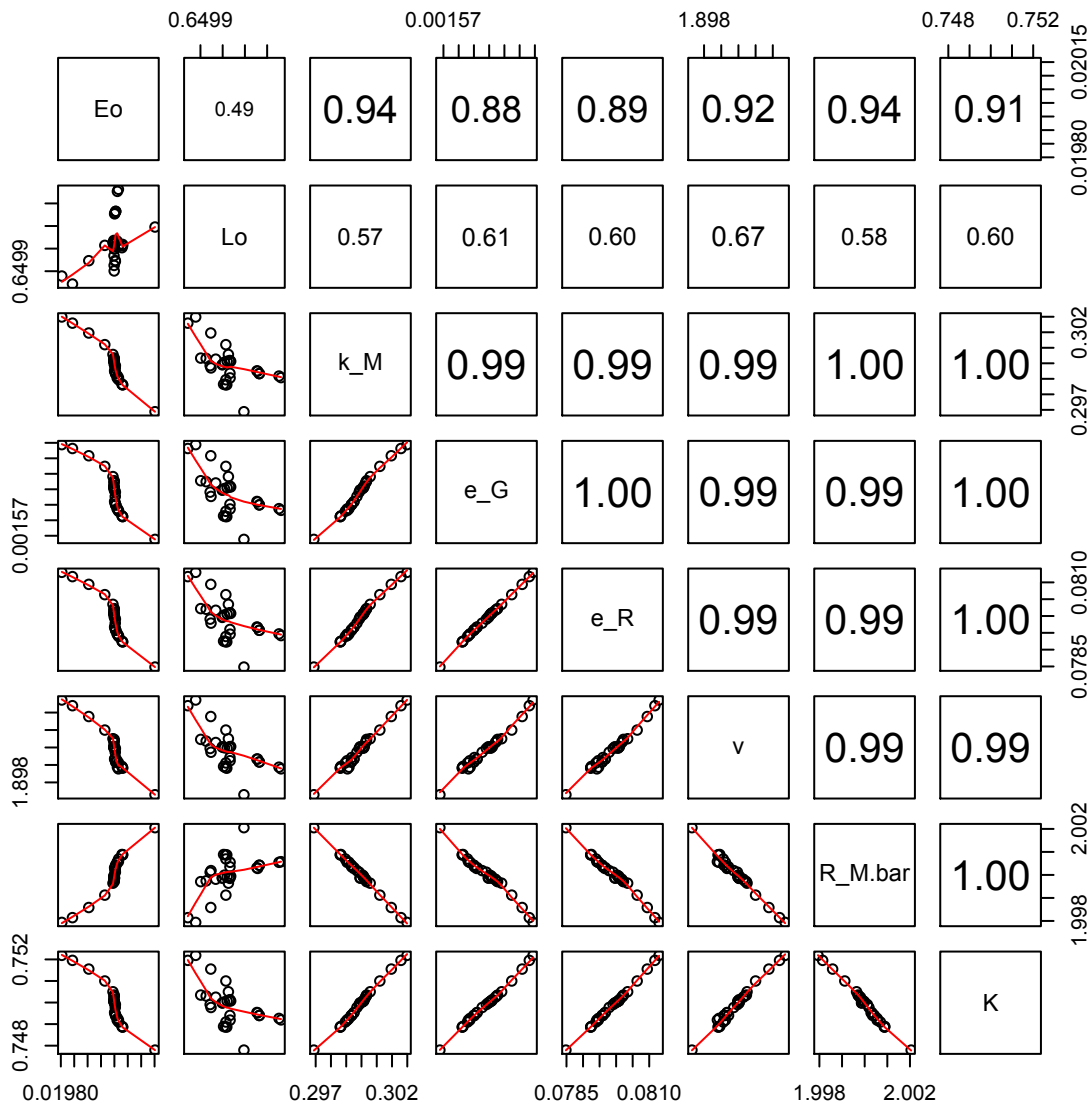 0.6499 0.00157 1.898 0.748 0.752
Eo 0.49 0.94 0.88 0.89 0.92 0.94 0.91 0.01980 0.02015
0.6499 Lo 0.57 0.61 0.60 0.67 0.58 0.60
k_M 0.99 0.99 0.99 1.00 1.00 0.297 0.302
0.00157 e_G 1.00 0.99 0.99 1.00
e_R 0.99 0.99 1.00 0.0785 0.0810
1.898 v 0.99 0.99
R_M.bar 1.00 1.998 2.002
0.748 0.752 K
0.01980 0.297 0.302 0.0785 0.0810 1.998 2.002